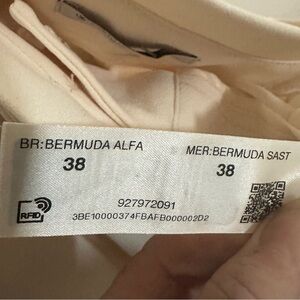 BR:BERMUDA ALFA MER:BERMUDA SAST
38 38
927972091
RFID 3BE10000374FBAFB000002D2